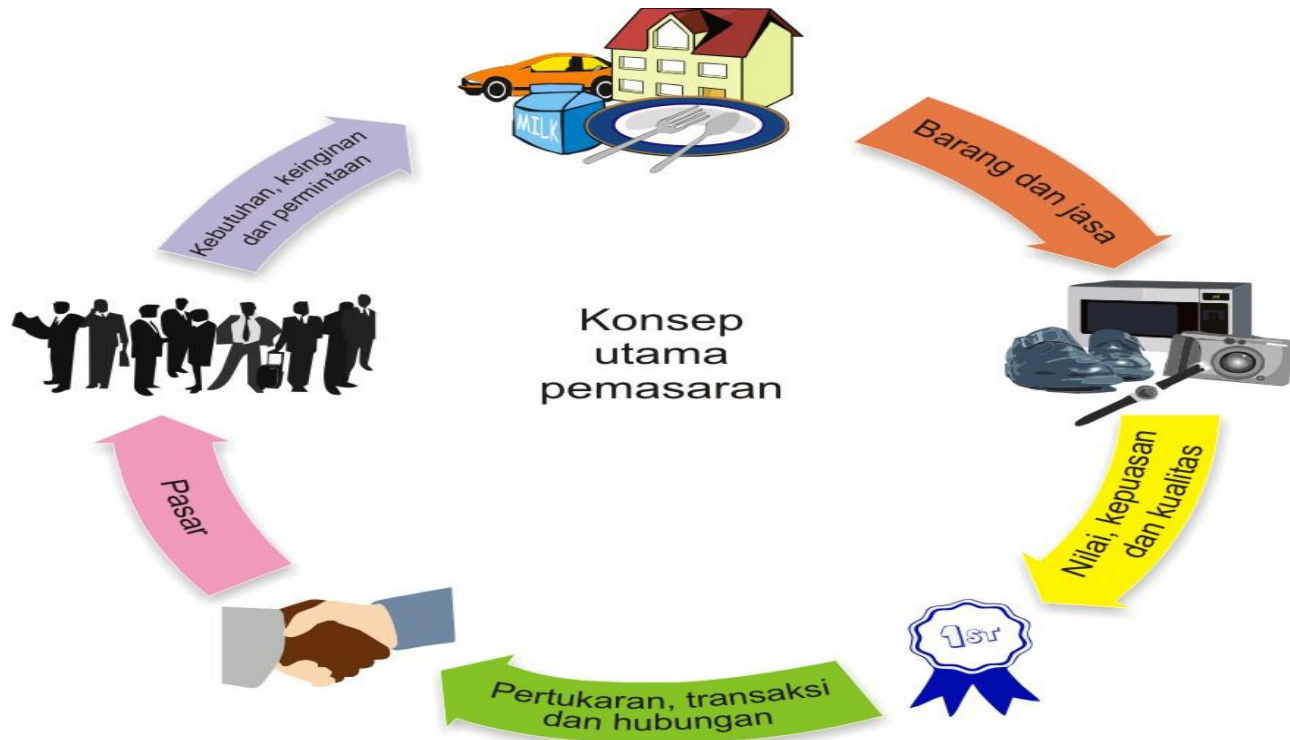 MILK
Barang dan jasa
Kebutuhan, keinginan
dan permintaan
Konsep
utama
pemasaran
Nilai, kepuasan
dan kualitas
Pasar
1ST
Pertukaran, transaksi
dan hubungan